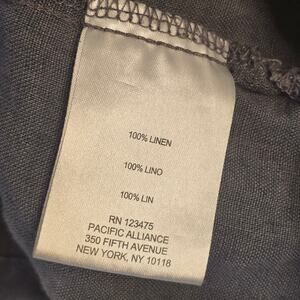 100% LINEN
100% LINO
100% LIN
RN 123475
PACIFIC ALLIANCE
350 FIFTH AVENUE
NEW YORK, NY 10118